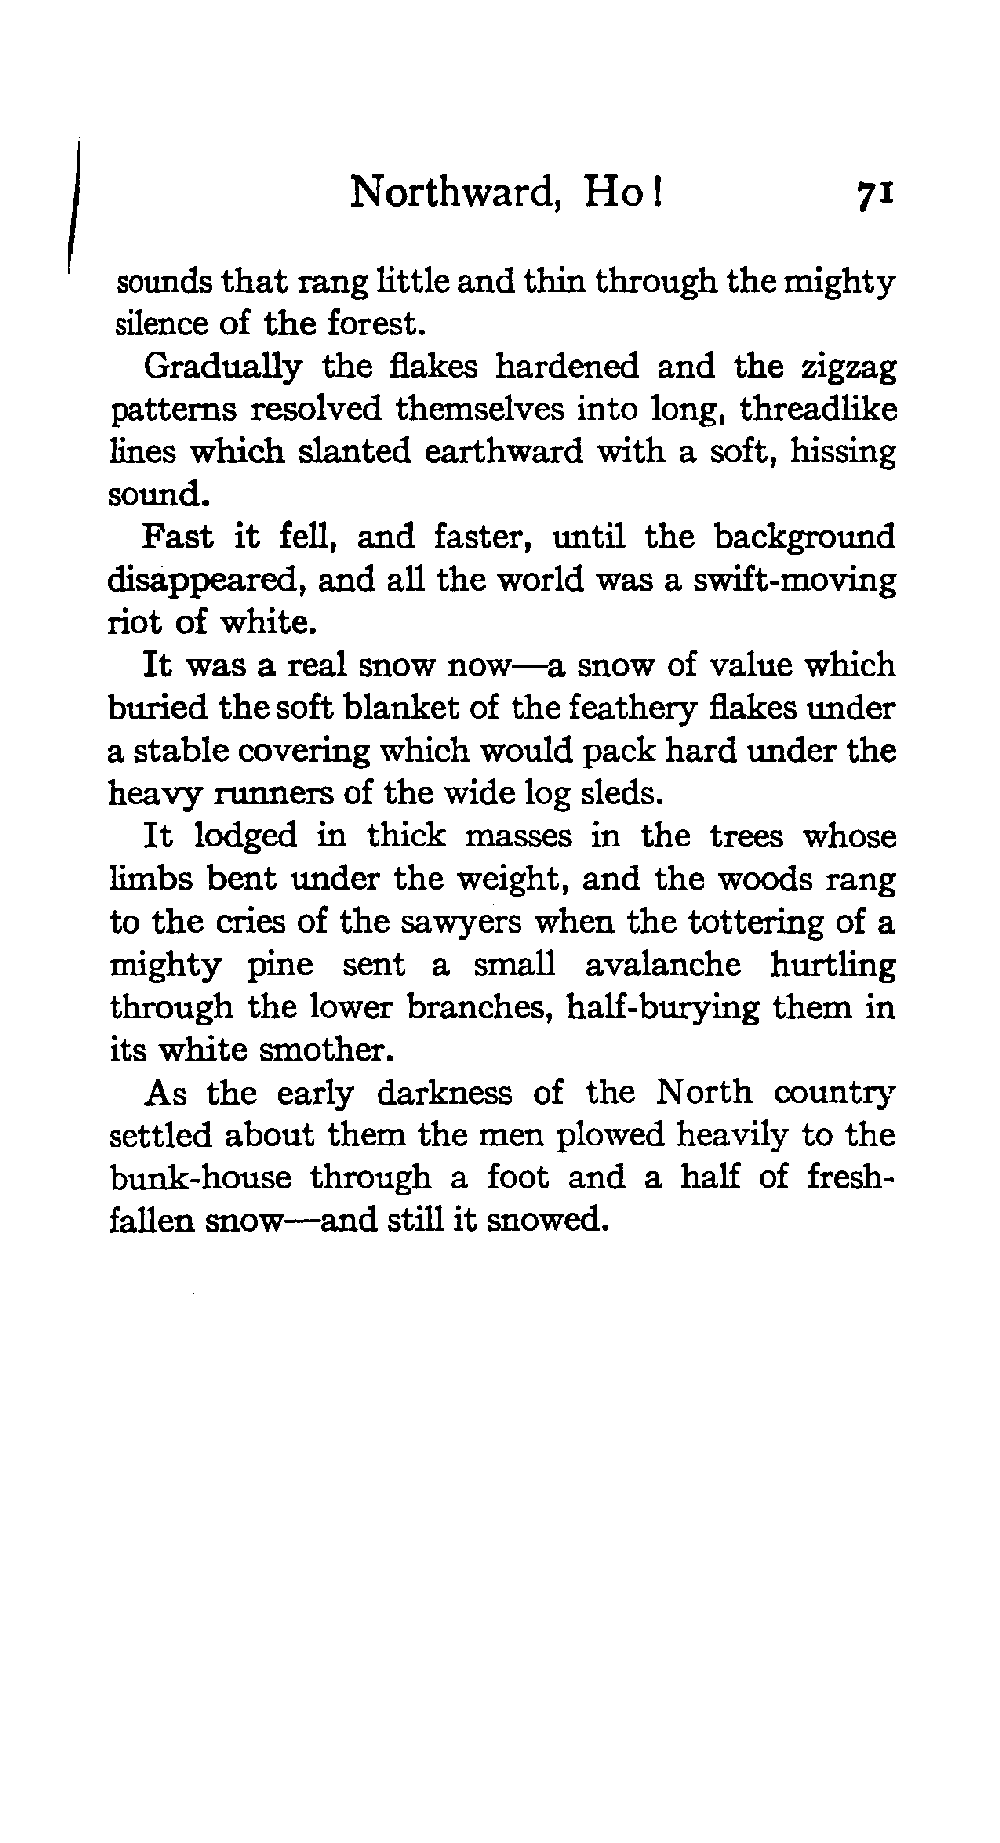 Northward, Ho! 71
sounds that rang little and thin through the mighty
silence of the forest.
Gradually the flakes hardened and the zigzag
patterns resolved themselves into long, threadlike
lines which slanted earthward with a soft, hissing
sound.
Fast it fell, and faster, until the background
disappeared, and all the world was a swift-moving
riot of white.
It was a real snow now—a snow of value which
buried the soft blanket of the feathery flakes under
a stable covering which would pack hard under the
heavy runners of the wide log sleds.
It lodged in thick masses in the trees whose
limbs bent under the weight, and the woods rang
to the cries of the sawyers when the tottering of a
mighty pine sent a small avalanche hurtling
through the lower branches, half-burying them in
its white smother.
As the early darkness of the North country
settled about them the men plowed heavily to the
bunk-house through a foot and a half of fresh-
fallen snow—and still it snowed.